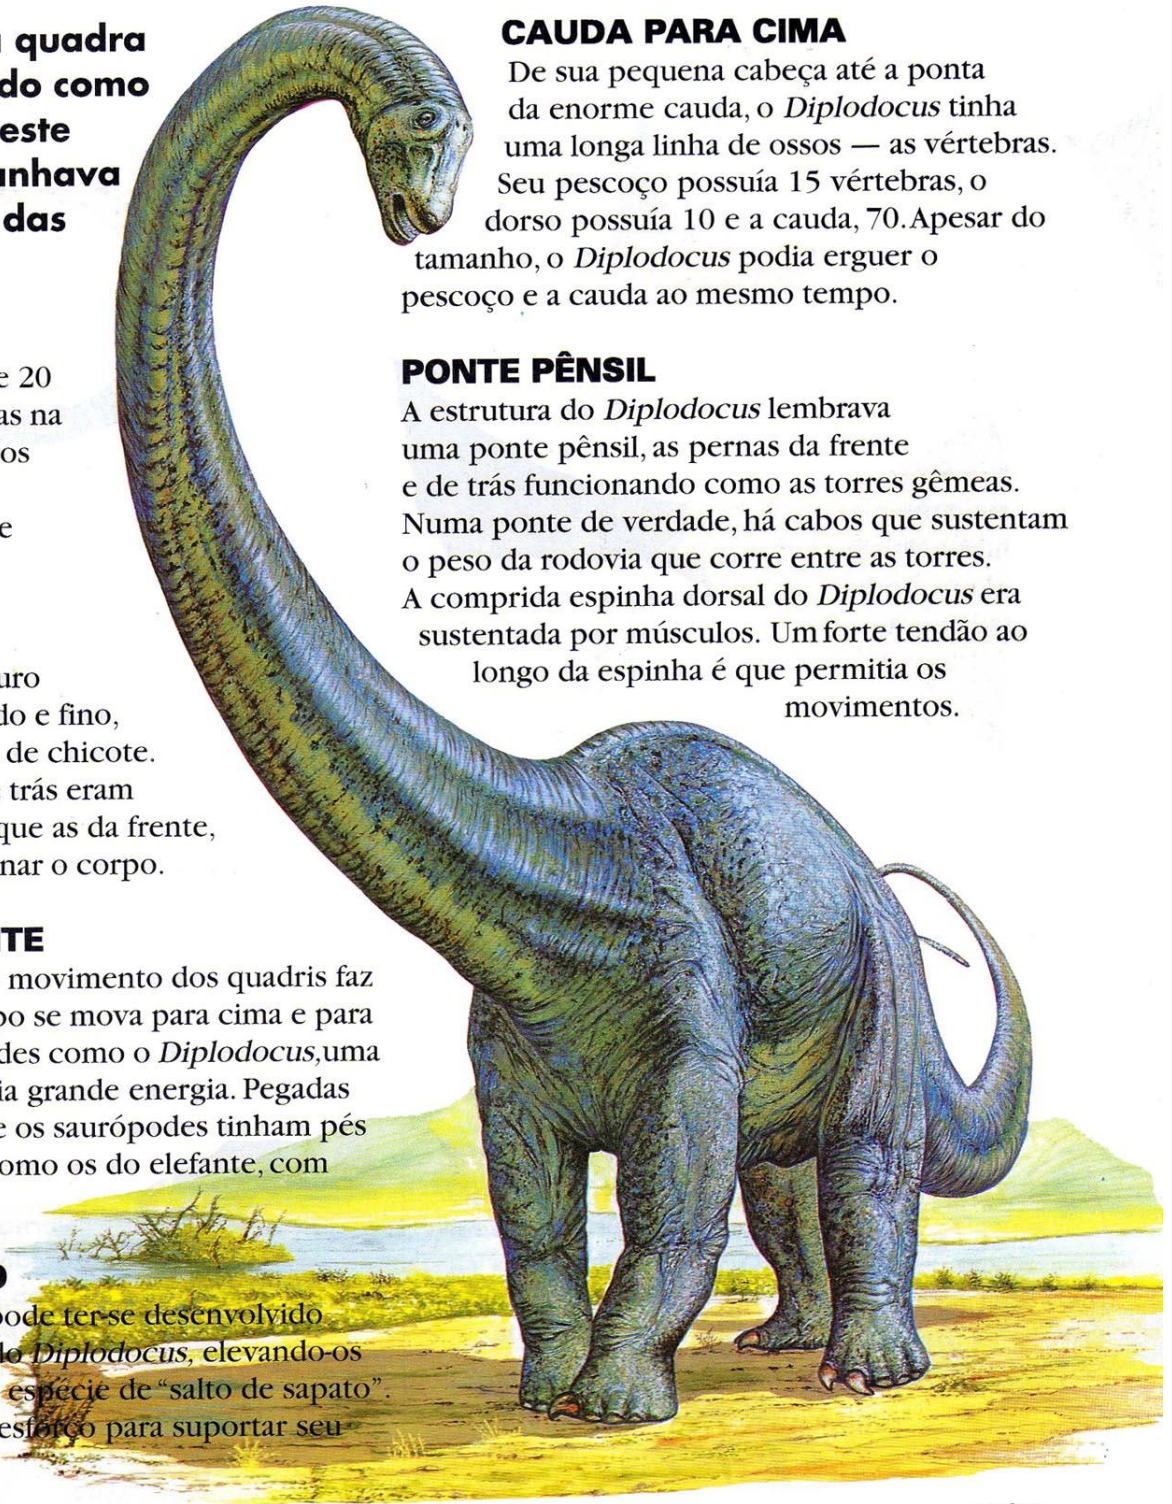 quadra
do como
este
anhava
das
e 20
as na
os
e
uro
do e fino,
de chicote.
trás eram
que as da frente,
nar o corpo.
TE
movimento dos quadris faz
po se mova para cima e para
des como o Diplodocus,uma
ia grande energia. Pegadas
e os saurópodes tinham pés
omo os do elefante, com
O
pode ter-se desenvolvido
do Diplodocus, elevando-os
espécie de “salto de sapato”.
esforço para suportar seu
CAUDA PARA CIMA
De sua pequena cabeça até a ponta
da enorme cauda, o Diplodocus tinha
uma longa linha de ossos — as vértebras.
Seu pescoço possuía 15 vértebras, o
dorso possuía 10 e a cauda, 70. Apesar do
tamanho, o Diplodocus podia erguer o
pescoço e a cauda ao mesmo tempo.
PONTE PÊNSIL
A estrutura do Diplodocus lembrava
uma ponte pênsil, as pernas da frente
e de trás funcionando como as torres gêmeas.
Numa ponte de verdade, há cabos que sustentam
o peso da rodovia que corre entre as torres.
A comprida espinha dorsal do Diplodocus era
sustentada por músculos. Um forte tendão ao
longo da espinha é que permitia os
movimentos.